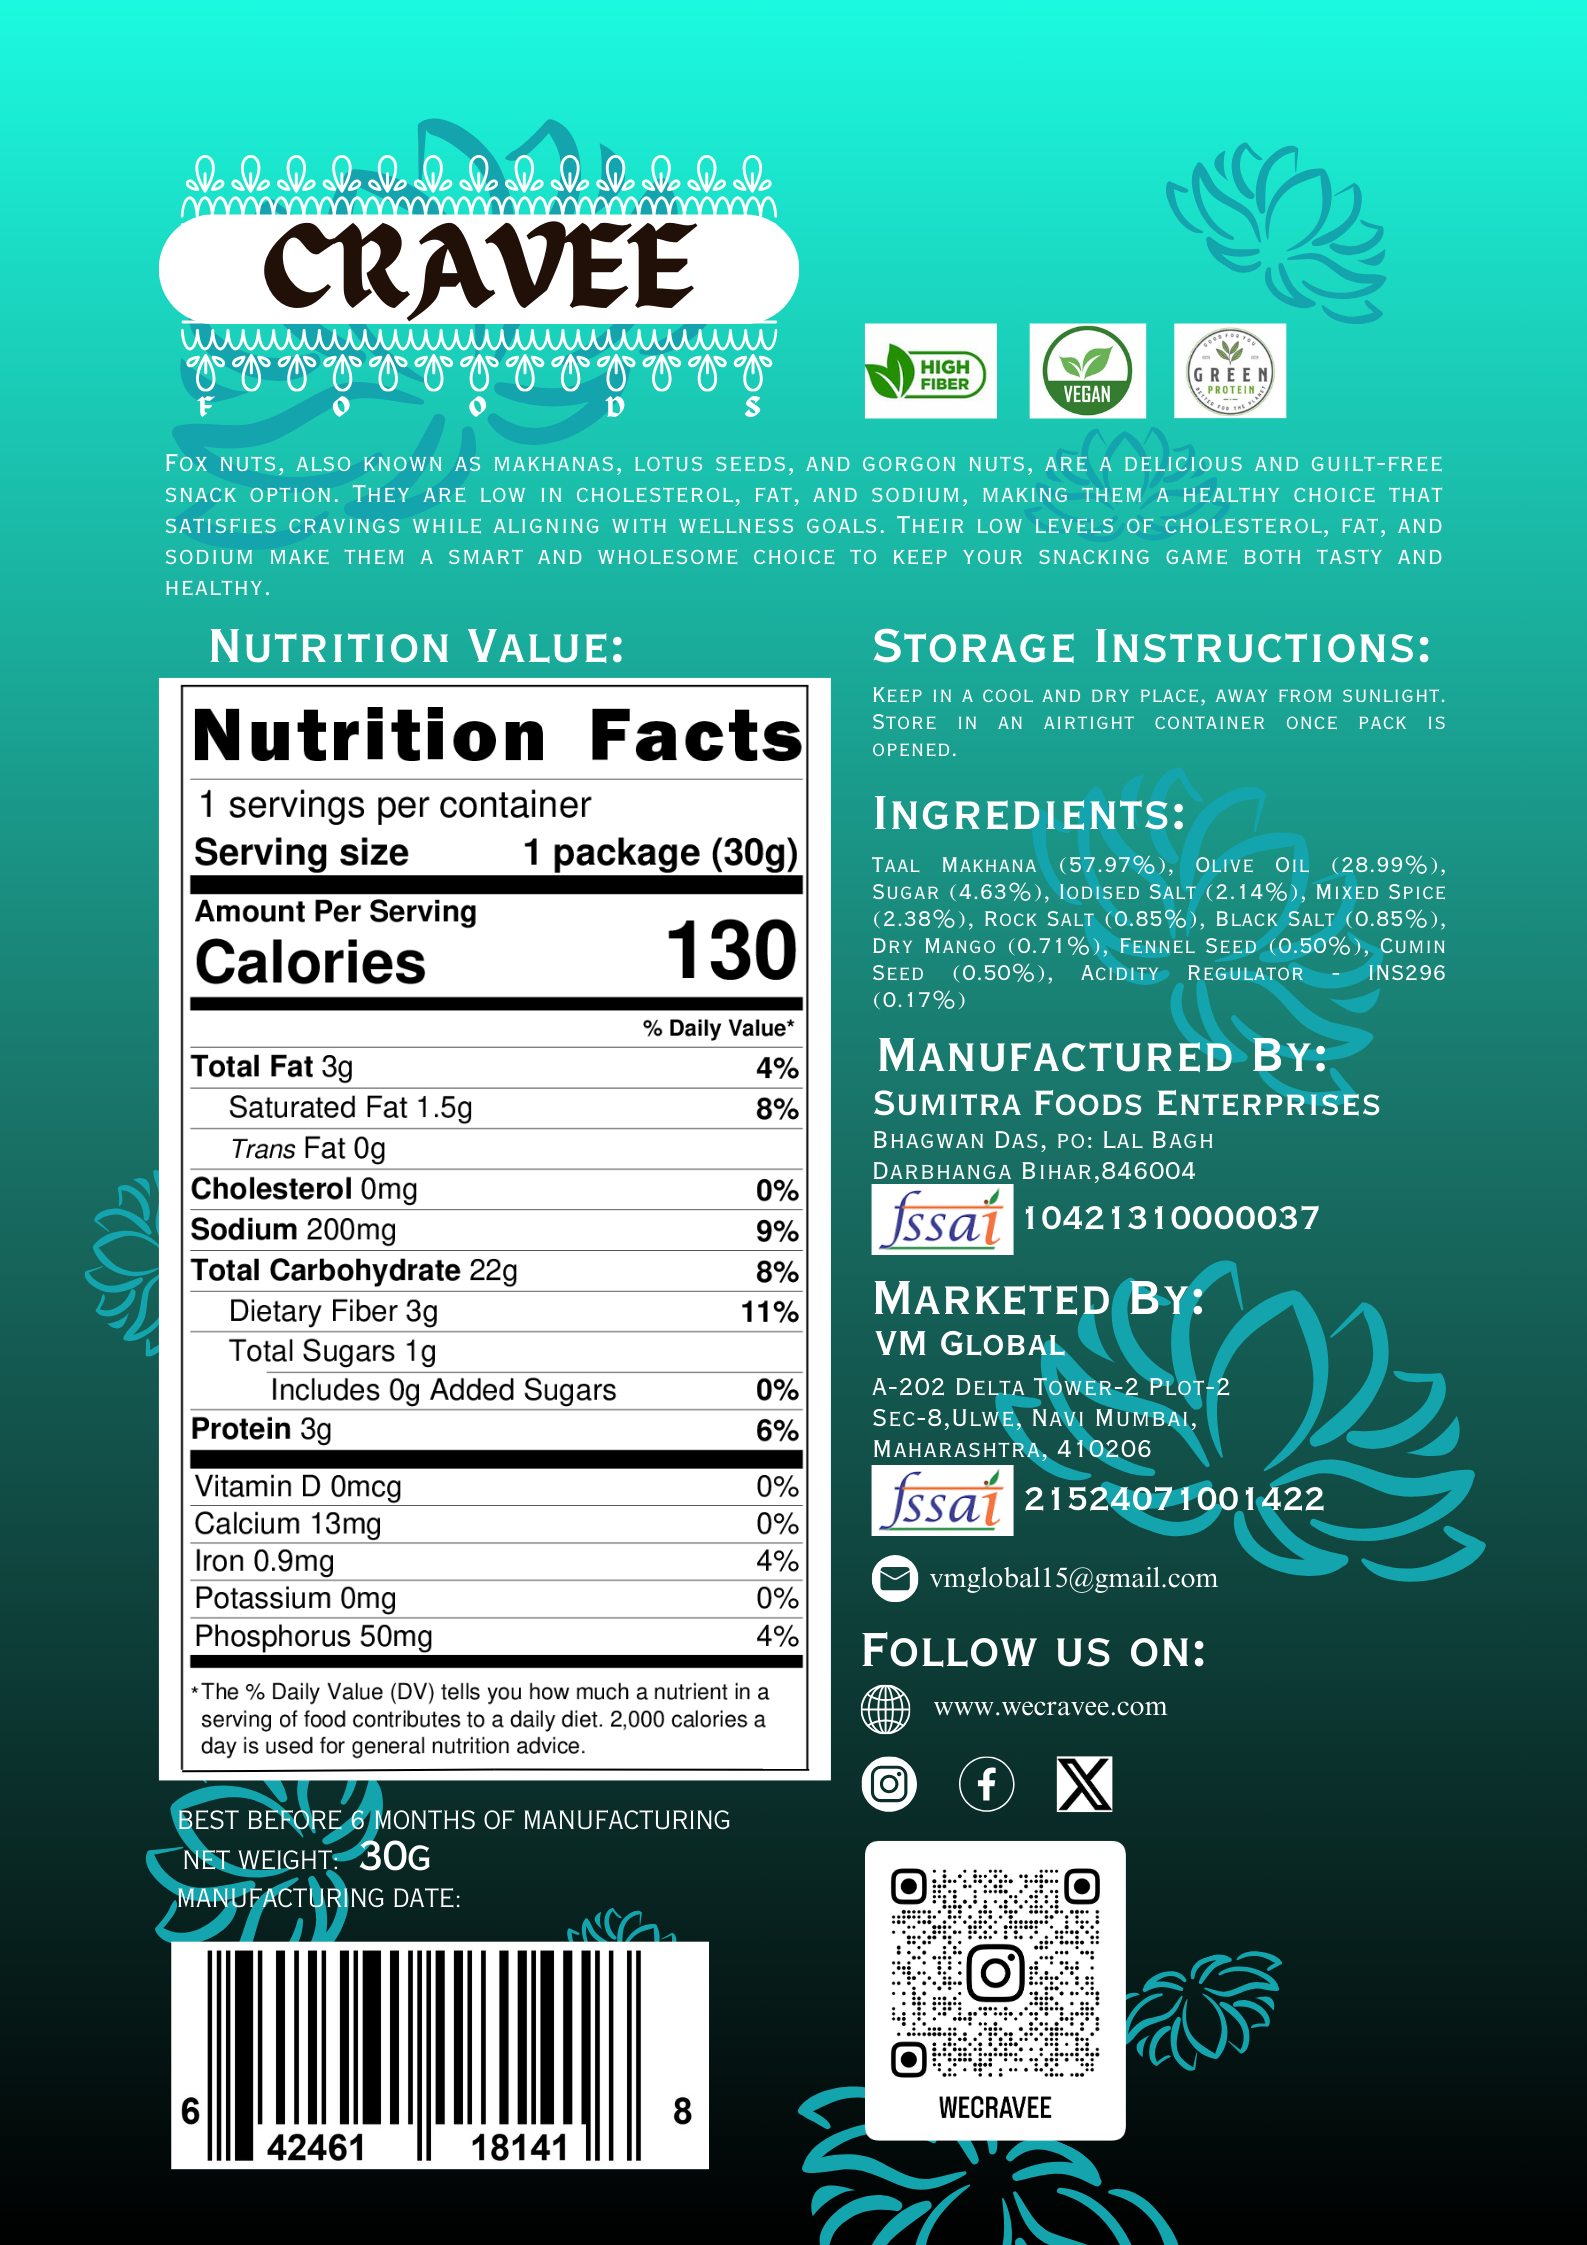 CRAVEE
F O O D S
HIGH
FIBER
VEGAN
GOOD FOR YOU
GREEN
PROTEIN
BETTER FOR THE PLANET
Fox nuts, also known as makhanas, lotus seeds, and gorgon nuts, are a delicious and guilt-free
snack option. They are low in cholesterol, fat, and sodium, making them a healthy choice that
satisfies cravings while aligning with wellness goals. Their low levels of cholesterol, fat, and
sodium make them a smart and wholesome choice to keep your snacking game both tasty and
healthy.
Nutrition Value:
Nutrition Facts
1 servings per container
Serving size 1 package (30g)
Amount Per Serving
Calories 130
% Daily Value*
Total Fat 3g 4%
Saturated Fat 1.5g 8%
Trans Fat 0g
Cholesterol 0mg 0%
Sodium 200mg 9%
Total Carbohydrate 22g 8%
Dietary Fiber 3g 11%
Total Sugars 1g
Includes 0g Added Sugars 0%
Protein 3g 6%
Vitamin D 0mcg 0%
Calcium 13mg 0%
Iron 0.9mg 4%
Potassium 0mg 0%
Phosphorus 50mg 4%
*The % Daily Value (DV) tells you how much a nutrient in a
serving of food contributes to a daily diet. 2,000 calories a
day is used for general nutrition advice.
BEST BEFORE 6 MONTHS OF MANUFACTURING
NET WEIGHT: 30G
MANUFACTURING DATE:
6 42461 18141 8
Storage Instructions:
Keep in a cool and dry place, away from sunlight.
Store in an airtight container once pack is
opened.
Ingredients:
Taal Makhana (57.97%), Olive Oil (28.99%),
Sugar (4.63%), Iodised Salt (2.14%), Mixed Spice
(2.38%), Rock Salt (0.85%), Black Salt (0.85%),
Dry Mango (0.71%), Fennel Seed (0.50%), Cumin
Seed (0.50%), Acidity Regulator - INS296
(0.17%)
Manufactured By:
Sumitra Foods Enterprises
Bhagwan Das, po: Lal Bagh
Darbhanga Bihar,846004
fssai 10421310000037
Marketed By:
VM Global
A-202 Delta Tower-2 Plot-2
Sec-8,Ulwe, Navi Mumbai,
Maharashtra, 410206
fssai 21524071001422
vmglobal15@gmail.com
Follow us on:
www.wecravee.com
WECRAVEE